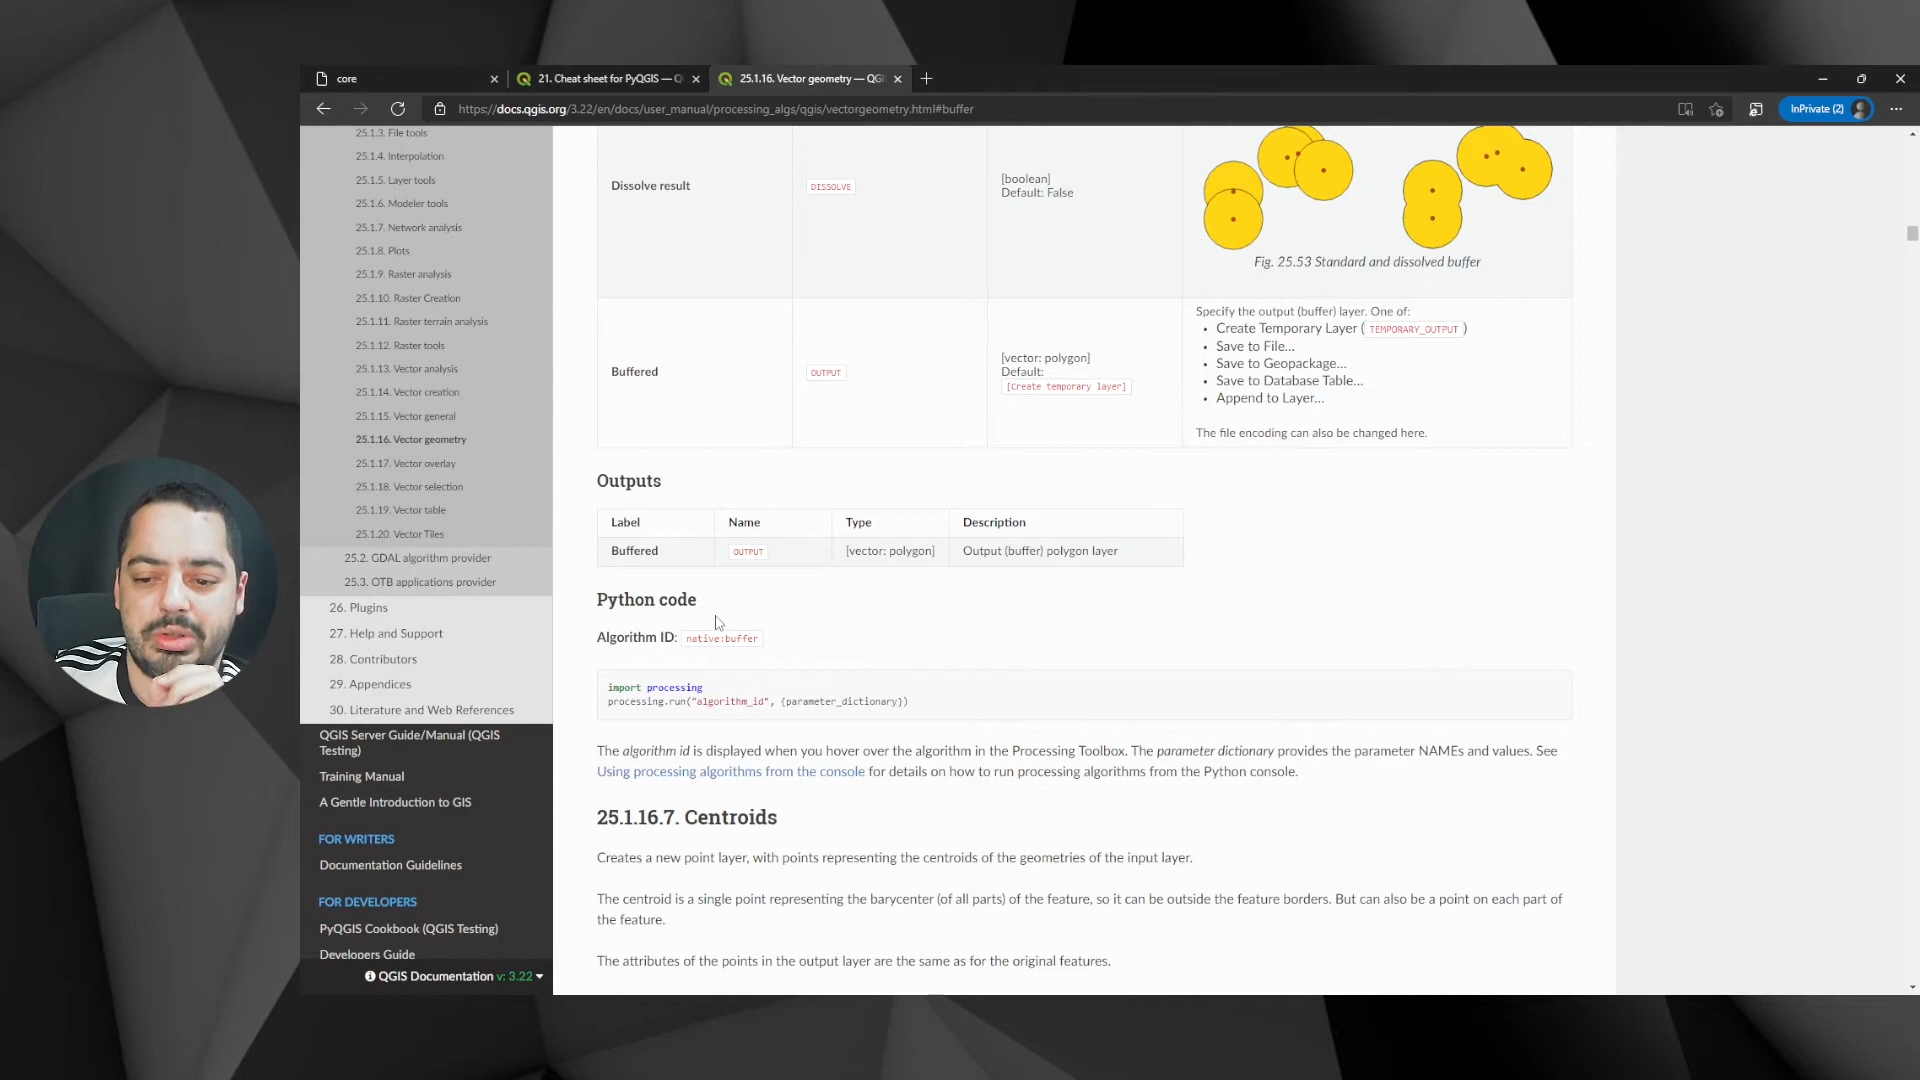 core
21. Cheat sheet for PyQGIS — Q
25.1.16. Vector geometry — QG
https://docs.qgis.org/3.22/en/docs/user_manual/processing_algs/qgis/vectorgeometry.html#buffer
InPrivate (2)
25.1.3. File tools
25.1.4. Interpolation
25.1.5. Layer tools
25.1.6. Modeler tools
25.1.7. Network analysis
25.1.8. Plots
25.1.9. Raster analysis
25.1.10. Raster Creation
25.1.11. Raster terrain analysis
25.1.12. Raster tools
25.1.13. Vector analysis
25.1.14. Vector creation
25.1.15. Vector general
25.1.16. Vector geometry
25.1.17. Vector overlay
25.1.18. Vector selection
25.1.19. Vector table
25.1.20. Vector Tiles
25.2. GDAL algorithm provider
25.3. OTB applications provider
26. Plugins
27. Help and Support
28. Contributors
29. Appendices
30. Literature and Web References
QGIS Server Guide/Manual (QGIS
Testing)
Training Manual
A Gentle Introduction to GIS
FOR WRITERS
Documentation Guidelines
FOR DEVELOPERS
PyQGIS Cookbook (QGIS Testing)
Developers Guide
QGIS Documentation v: 3.22
Dissolve result
DISSOLVE
[boolean]
Default: False
Fig. 25.53 Standard and dissolved buffer
Buffered
OUTPUT
[vector: polygon]
Default:
[Create temporary layer]
Specify the output (buffer) layer. One of:
• Create Temporary Layer (TEMPORARY_OUTPUT)
• Save to File…
• Save to Geopackage…
• Save to Database Table…
• Append to Layer…
The file encoding can also be changed here.
Outputs
Label Name Type Description
Buffered OUTPUT [vector: polygon] Output (buffer) polygon layer
Python code
Algorithm ID: native:buffer
import processing
processing.run("algorithm_id", {parameter_dictionary})
The algorithm id is displayed when you hover over the algorithm in the Processing Toolbox. The parameter dictionary provides the parameter NAMEs and values. See
Using processing algorithms from the console for details on how to run processing algorithms from the Python console.
25.1.16.7. Centroids
Creates a new point layer, with points representing the centroids of the geometries of the input layer.
The centroid is a single point representing the barycenter (of all parts) of the feature, so it can be outside the feature borders. But can also be a point on each part of
the feature.
The attributes of the points in the output layer are the same as for the original features.